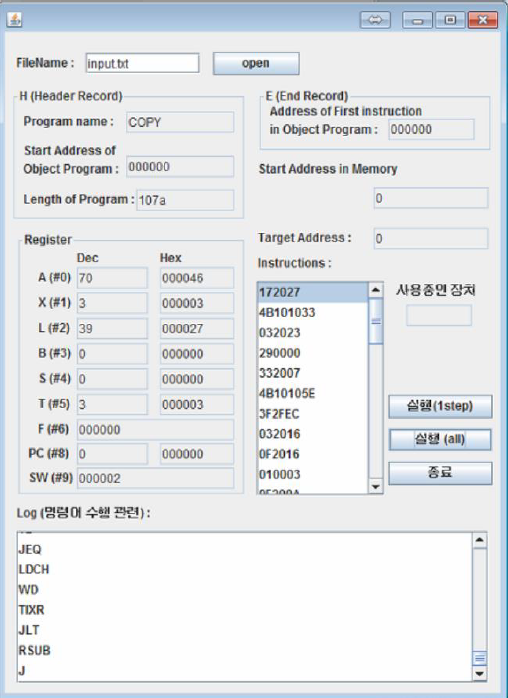 FileName :
input.txt
open
H (Header Record)
Program name :
COPY
Start Address of
Object Program :
000000
Length of Program :
107a
E (End Record)
Address of First instruction
in Object Program :
000000
Start Address in Memory
0
Register
Dec Hex
A (#0) 70 000046
X (#1) 3 000003
L (#2) 39 000027
B (#3) 0 000000
S (#4) 0 000000
T (#5) 3 000003
F (#6) 000000
PC (#8) 0 000000
SW (#9) 000002
Target Address :
0
Instructions :
172027
4B101033
032023
290000
332007
4B10105E
3F2FEC
032016
0F2016
010003
사용중인 장치
실행(1step)
실행 (all)
종료
Log (명령어 수행 관련) :
JEQ
LDCH
WD
TIXR
JLT
RSUB
J